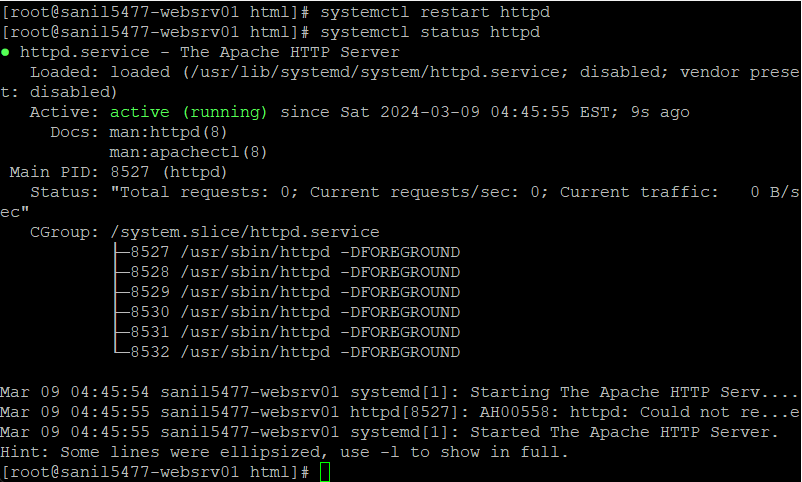 [root@sanil5477-websrv01 html]# systemctl restart httpd
[root@sanil5477-websrv01 html]# systemctl status httpd
● httpd.service - The Apache HTTP Server
   Loaded: loaded (/usr/lib/systemd/system/httpd.service; disabled; vendor prese
t: disabled)
   Active: active (running) since Sat 2024-03-09 04:45:55 EST; 9s ago
     Docs: man:httpd(8)
           man:apachectl(8)
 Main PID: 8527 (httpd)
   Status: "Total requests: 0; Current requests/sec: 0; Current traffic:   0 B/s
ec"
   CGroup: /system.slice/httpd.service
           ├─8527 /usr/sbin/httpd -DFOREGROUND
           ├─8528 /usr/sbin/httpd -DFOREGROUND
           ├─8529 /usr/sbin/httpd -DFOREGROUND
           ├─8530 /usr/sbin/httpd -DFOREGROUND
           ├─8531 /usr/sbin/httpd -DFOREGROUND
           └─8532 /usr/sbin/httpd -DFOREGROUND
Mar 09 04:45:54 sanil5477-websrv01 systemd[1]: Starting The Apache HTTP Serv....
Mar 09 04:45:55 sanil5477-websrv01 httpd[8527]: AH00558: httpd: Could not re...e
Mar 09 04:45:55 sanil5477-websrv01 systemd[1]: Started The Apache HTTP Server.
Hint: Some lines were ellipsized, use -l to show in full.
[root@sanil5477-websrv01 html]#